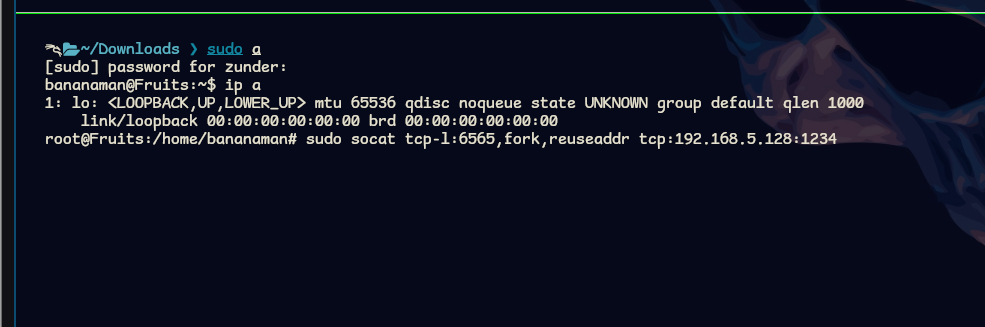 ~/Downloads ❯ sudo a
[sudo] password for zunder:
bananaman@Fruits:~$ ip a
1: lo: <LOOPBACK,UP,LOWER_UP> mtu 65536 qdisc noqueue state UNKNOWN group default qlen 1000
    link/loopback 00:00:00:00:00:00 brd 00:00:00:00:00:00
root@Fruits:/home/bananaman# sudo socat tcp-l:6565,fork,reuseaddr tcp:192.168.5.128:1234